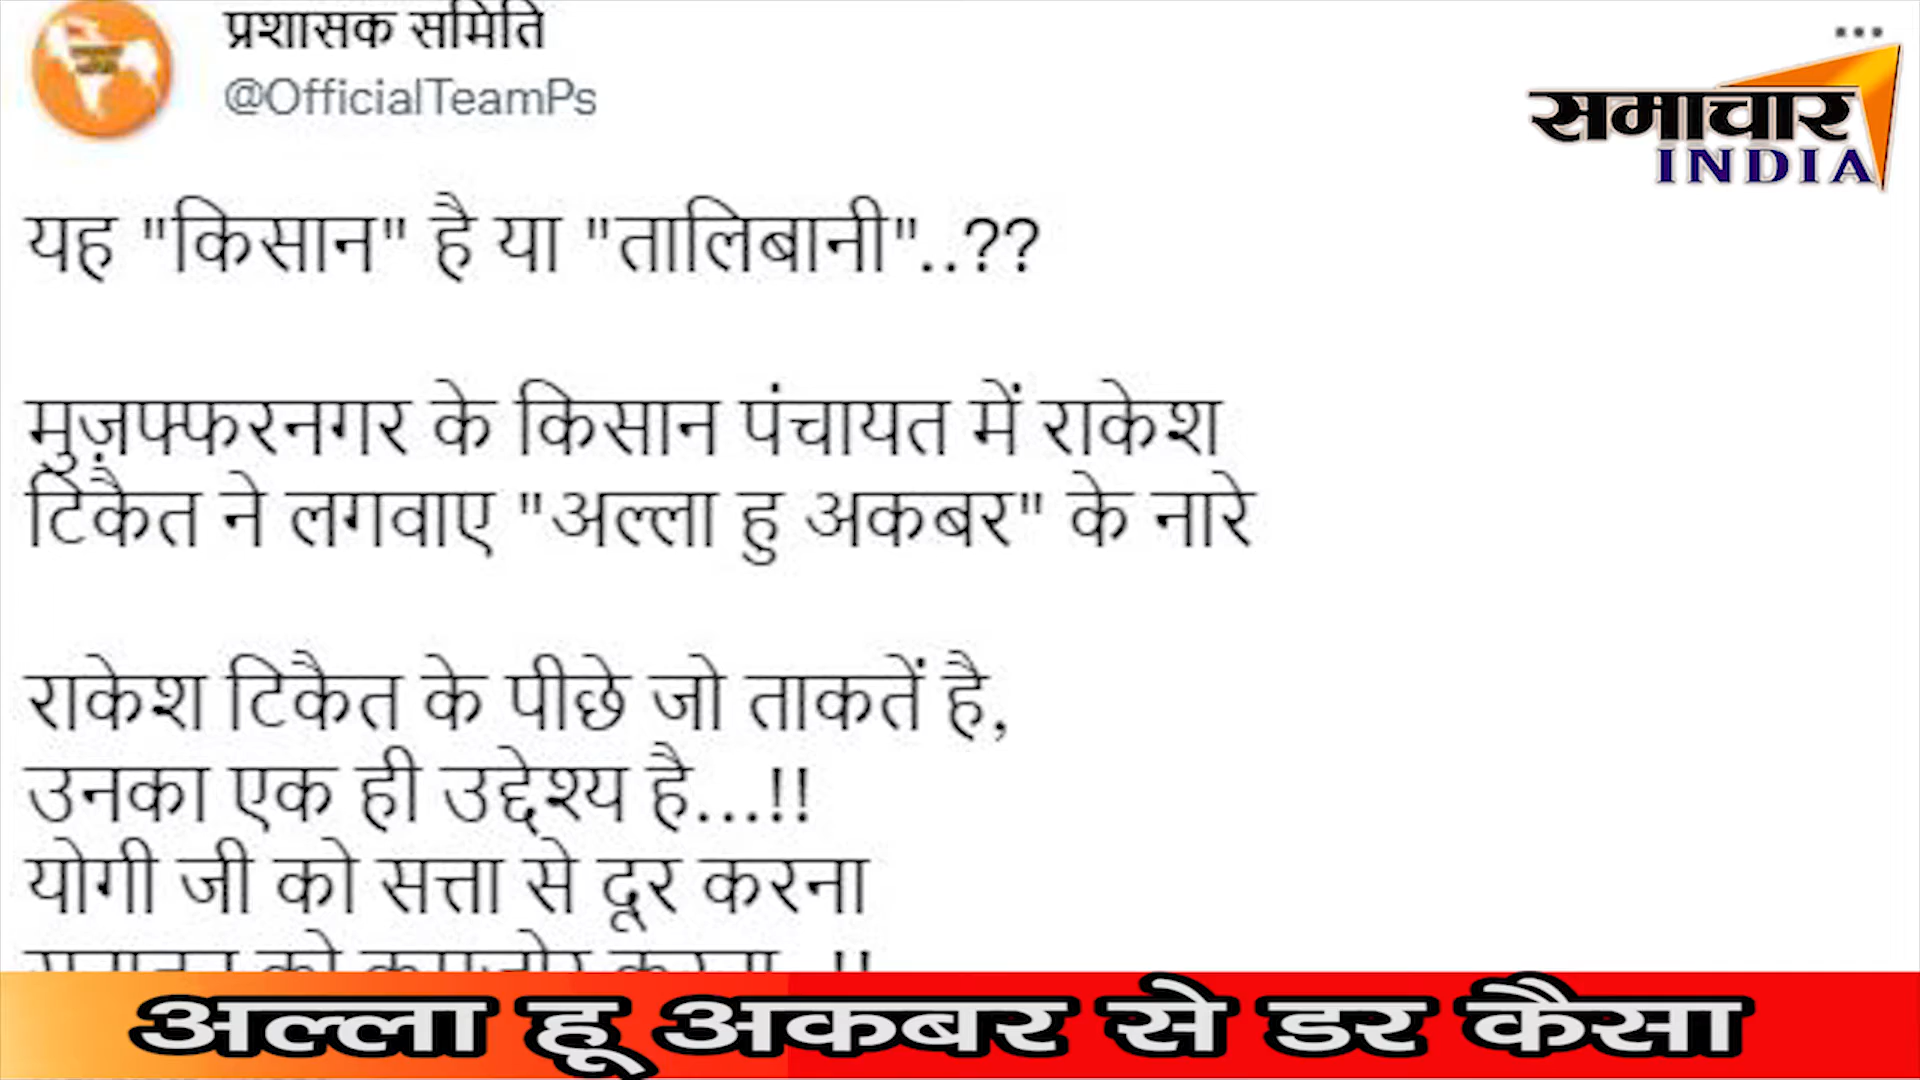 प्रशासक समिति
@OfficialTeamPs
समाचार
INDIA
यह "किसान" है या "तालिबानी"..??
मुज़फ्फरनगर के किसान पंचायत में राकेश
टिकैत ने लगवाए "अल्ला हु अकबर" के नारे
राकेश टिकैत के पीछे जो ताकतें है,
उनका एक ही उद्देश्य है...!!
योगी जी को सत्ता से दूर करना
अल्ला हू अकबर से डर कैसा